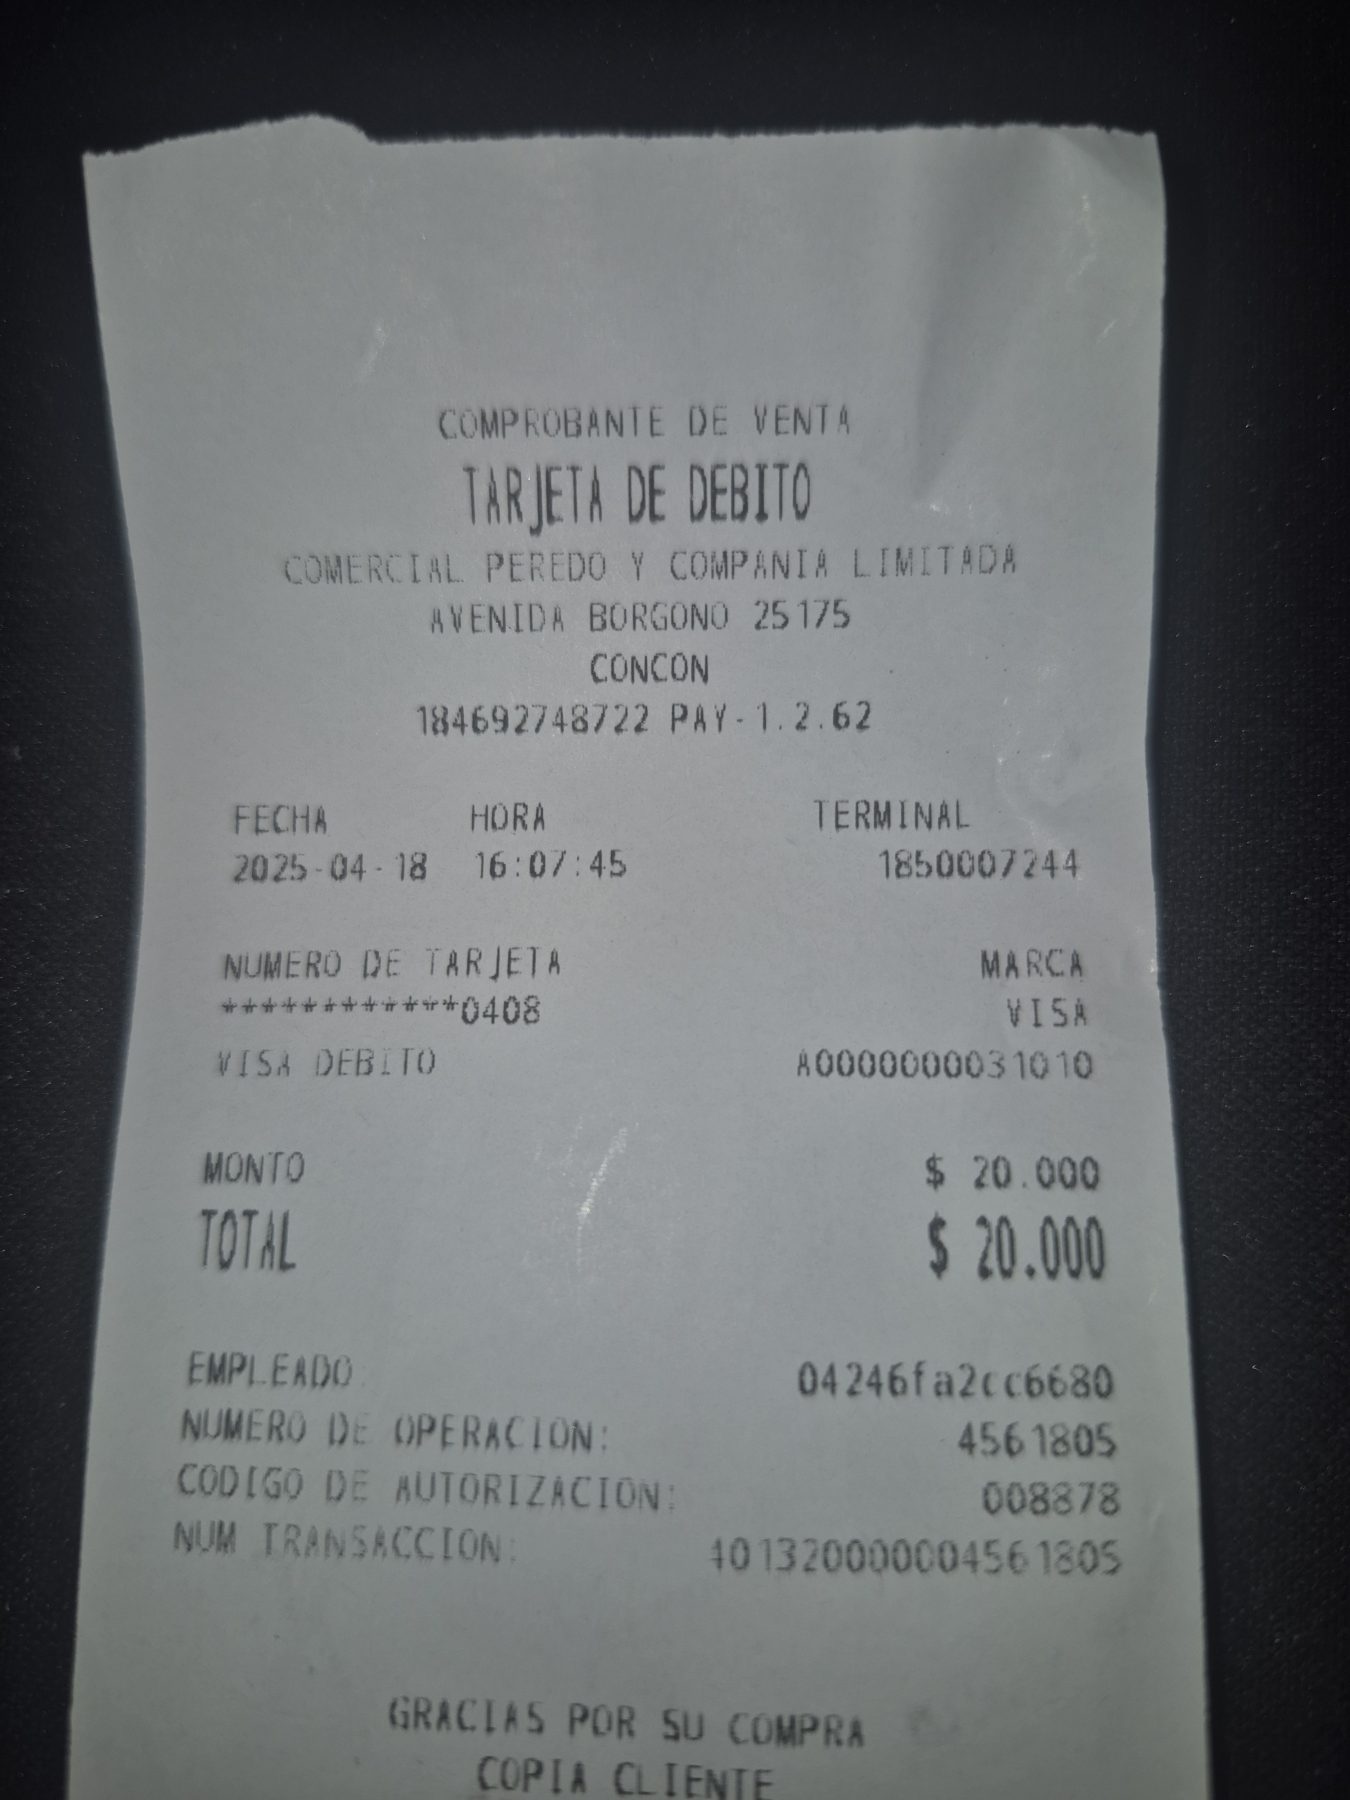 COMPROBANTE DE VENTA
TARJETA DE DEBITO
COMERCIAL PEREDO Y COMPANIA LIMITADA
AVENIDA BORGONO 25175
CONCON
184692748722 PAY-1.2.62
FECHA HORA TERMINAL
2025-04-18 16:07:45 1850007244
NUMERO DE TARJETA MARCA
************0408 VISA
VISA DEBITO A0000000031010
MONTO $ 20.000
TOTAL $ 20.000
EMPLEADO 04246fa2cc6680
NUMERO DE OPERACION: 4561805
CODIGO DE AUTORIZACION: 008878
NUM TRANSACCION: 401320000004561805
GRACIAS POR SU COMPRA
COPIA CLIENTE